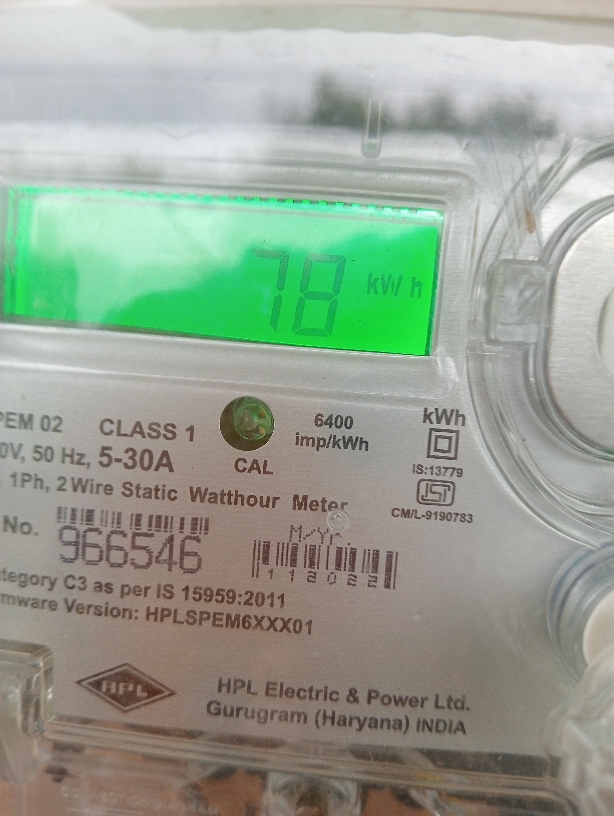 78 kWh
PEM 02 CLASS 1
6400
imp/kWh
kWh
0V, 50 Hz, 5-30A
CAL
IS:13779
CM/L-9190783
1Ph, 2 Wire Static Watthour Meter
No.
966546
M/Yr.
112022
tegory C3 as per IS 15959:2011
mware Version: HPLSPEM6XXX01
HPL
HPL Electric & Power Ltd.
Gurugram (Haryana) INDIA